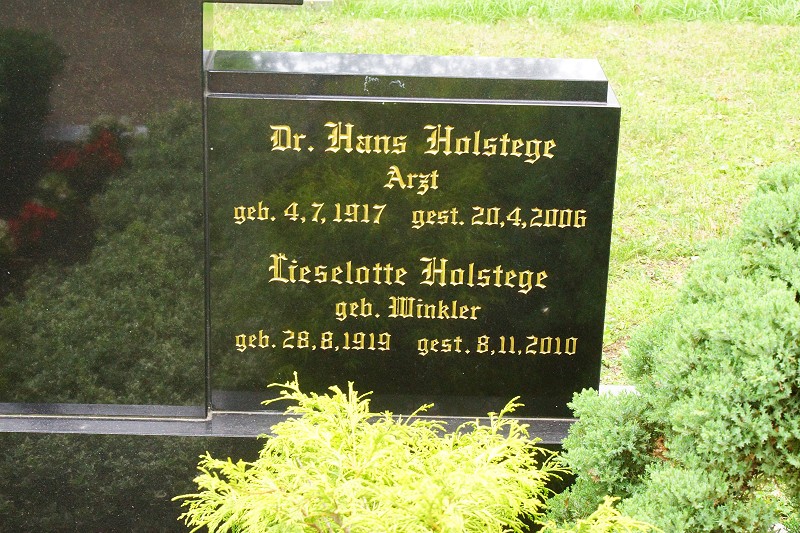 Dr. Hans Holstege
Arzt
geb. 4,7,1917 gest. 20,4,2006
Lieselotte Holstege
geb. Winkler
geb. 28,8,1919 gest. 8,11,2010